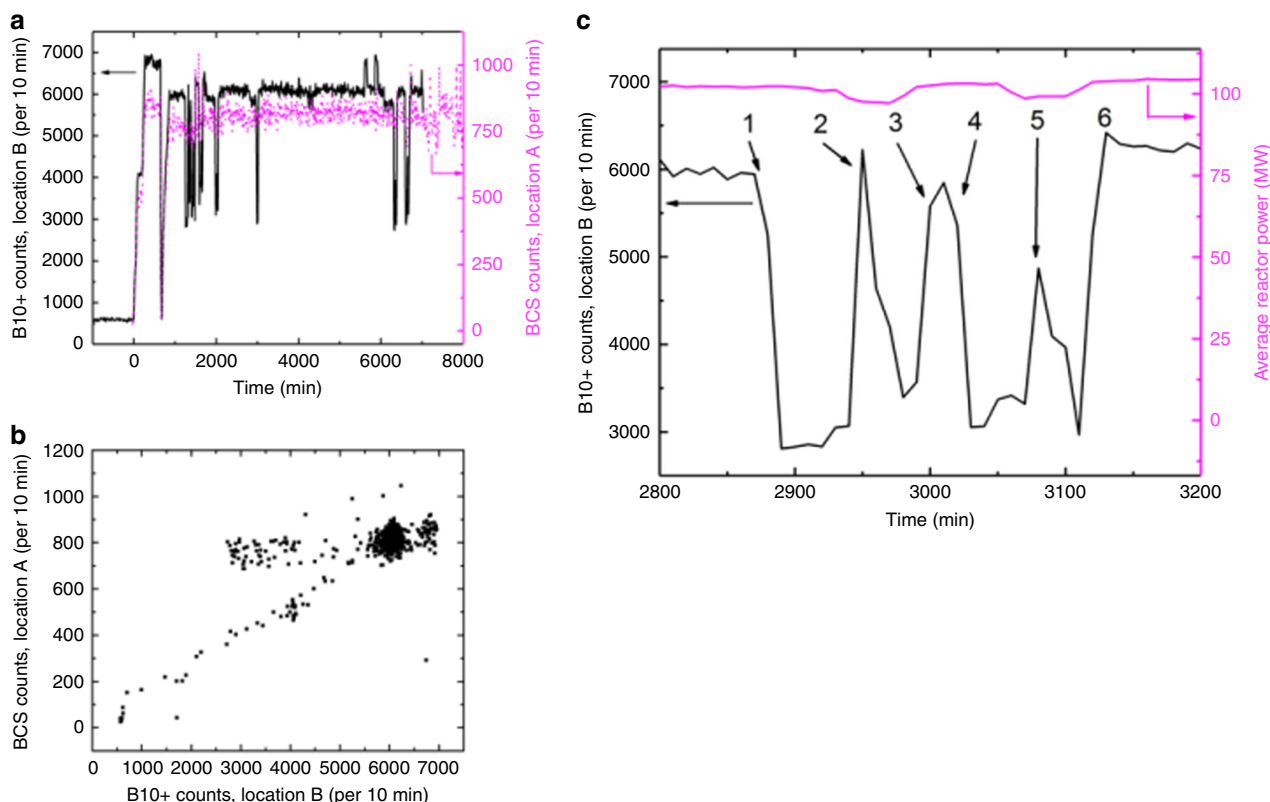 a
7000
6000
5000
4000
3000
2000
1000
0
B10+ counts, location B (per 10 min)
1000
750
500
250
0
BCS counts, location A (per 10 min)
0 2000 4000 6000 8000
Time (min)
b
1200
1000
800
600
400
200
0
BCS counts, location A (per 10 min)
0 1000 2000 3000 4000 5000 6000 7000
B10+ counts, location B (per 10 min)
c
7000
6000
5000
4000
3000
B10+ counts, location B (per 10 min)
1 2 3 4 5 6
100
75
50
25
0
Average reactor power (MW)
2800 2900 3000 3100 3200
Time (min)